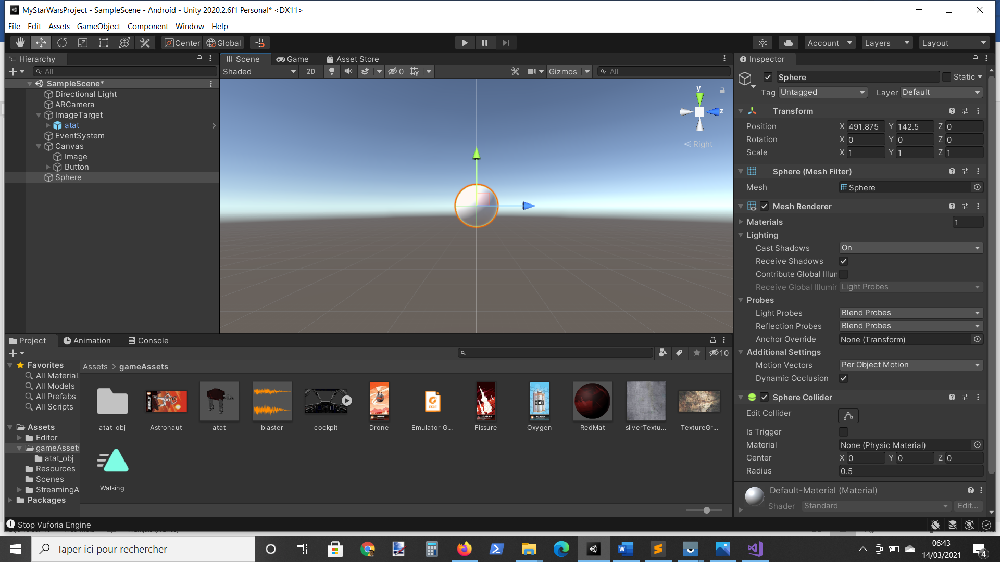 MyStarWarsProject - SampleScene - Android - Unity 2020.2.6f1 Personal* <DX11>
File Edit Assets GameObject Component Window Help
Center Global Account Layers Layout
Hierarchy
All
SampleScene*
Directional Light
ARCamera
ImageTarget
atat
EventSystem
Canvas
Image
Button
Sphere
Scene Game Asset Store
Shaded 2D 0 Gizmos All
y
z
Right
Inspector
Sphere Static
Tag Untagged Layer Default
Transform
Position X 491.875 Y 142.5 Z 0
Rotation X 0 Y 0 Z 0
Scale X 1 Y 1 Z 1
Sphere (Mesh Filter)
Mesh Sphere
Mesh Renderer
Materials 1
Lighting
Cast Shadows On
Receive Shadows
Contribute Global Illum
Receive Global Illumin Light Probes
Probes
Light Probes Blend Probes
Reflection Probes Blend Probes
Anchor Override None (Transform)
Additional Settings
Motion Vectors Per Object Motion
Dynamic Occlusion
Sphere Collider
Edit Collider
Is Trigger
Material None (Physic Material)
Center X 0 Y 0 Z 0
Radius 0.5
Default-Material (Material)
Shader Standard Edit...
Project Animation Console
10
Favorites
All Materials
All Models
All Prefabs
All Scripts
Assets
Editor
gameAssets
atat_obj
Resources
Scenes
StreamingA
Packages
Assets > gameAssets
atat_obj Astronaut atat blaster cockpit Drone Emulator G... Fissure Oxygen RedMat silverTextu... TextureGr...
ASTRONAUT
DRONE
PCF
FISSURE
OXYGEN
Walking
Stop Vuforia Engine
Taper ici pour rechercher
06:43
14/03/2021
4